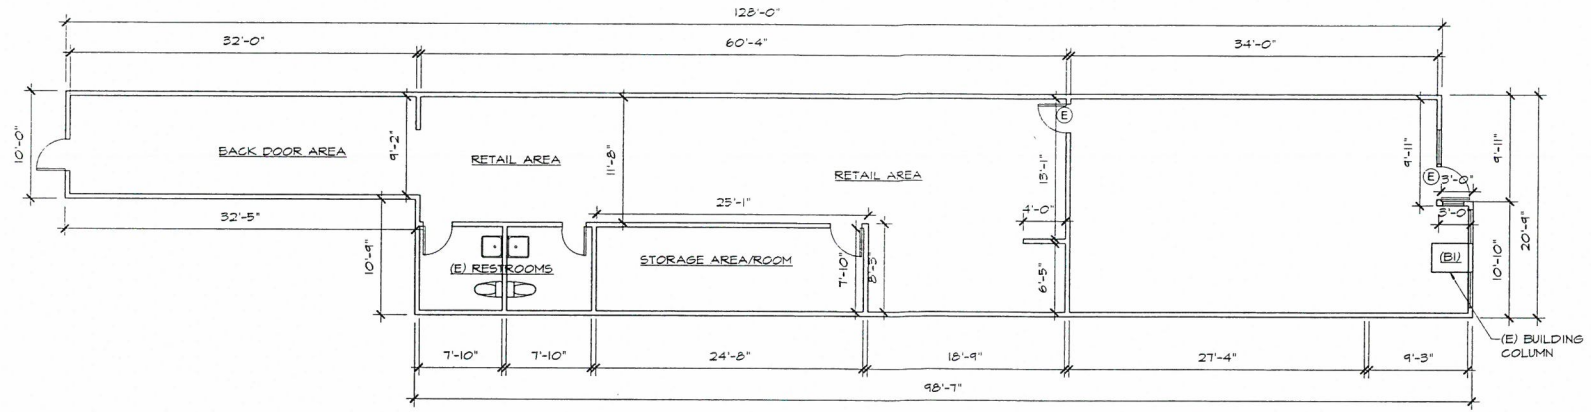 128'-0"
32'-0"
60'-4"
34'-0"
10'-0"
BACK DOOR AREA
9'-2"
RETAIL AREA
11'-8"
RETAIL AREA
E
13'-1"
9'-11"
9'-11"
E
3'-0"
32'-5"
25'-1"
4'-0"
3'-0"
20'-9"
10'-9"
(E) RESTROOMS
STORAGE AREA/ROOM
7'-10"
8'-5"
6'-5"
(B1)
10'-10"
(E) BUILDING
COLUMN
7'-10"
7'-10"
24'-8"
18'-9"
27'-4"
9'-3"
98'-7"